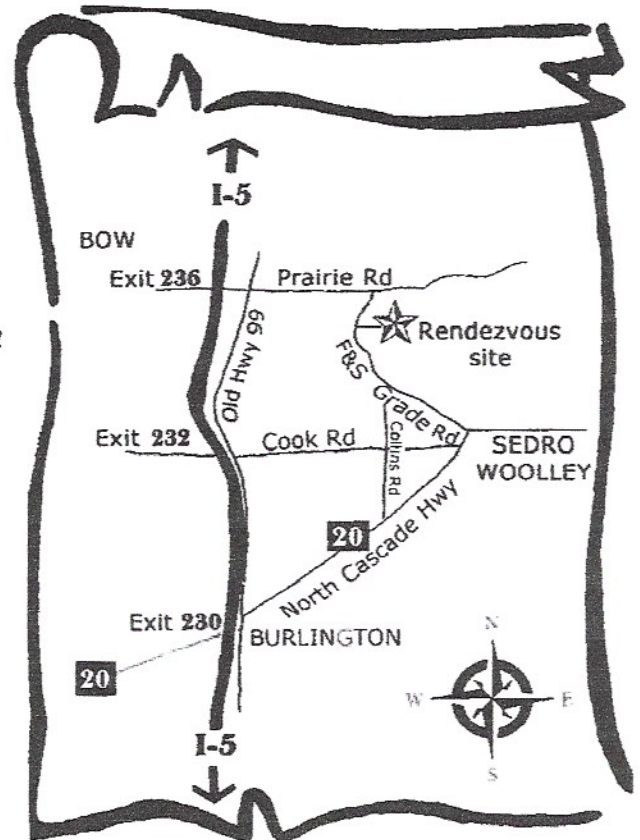 I-5
BOW
Exit 236
Prairie Rd
Old Hwy 99
Rendezvous
site
F&S Grade Rd
Exit 232
Cook Rd
Collins Rd
SEDRO
WOOLLEY
20
North Cascade Hwy
Exit 230
BURLINGTON
20
N
W
E
S
I-5